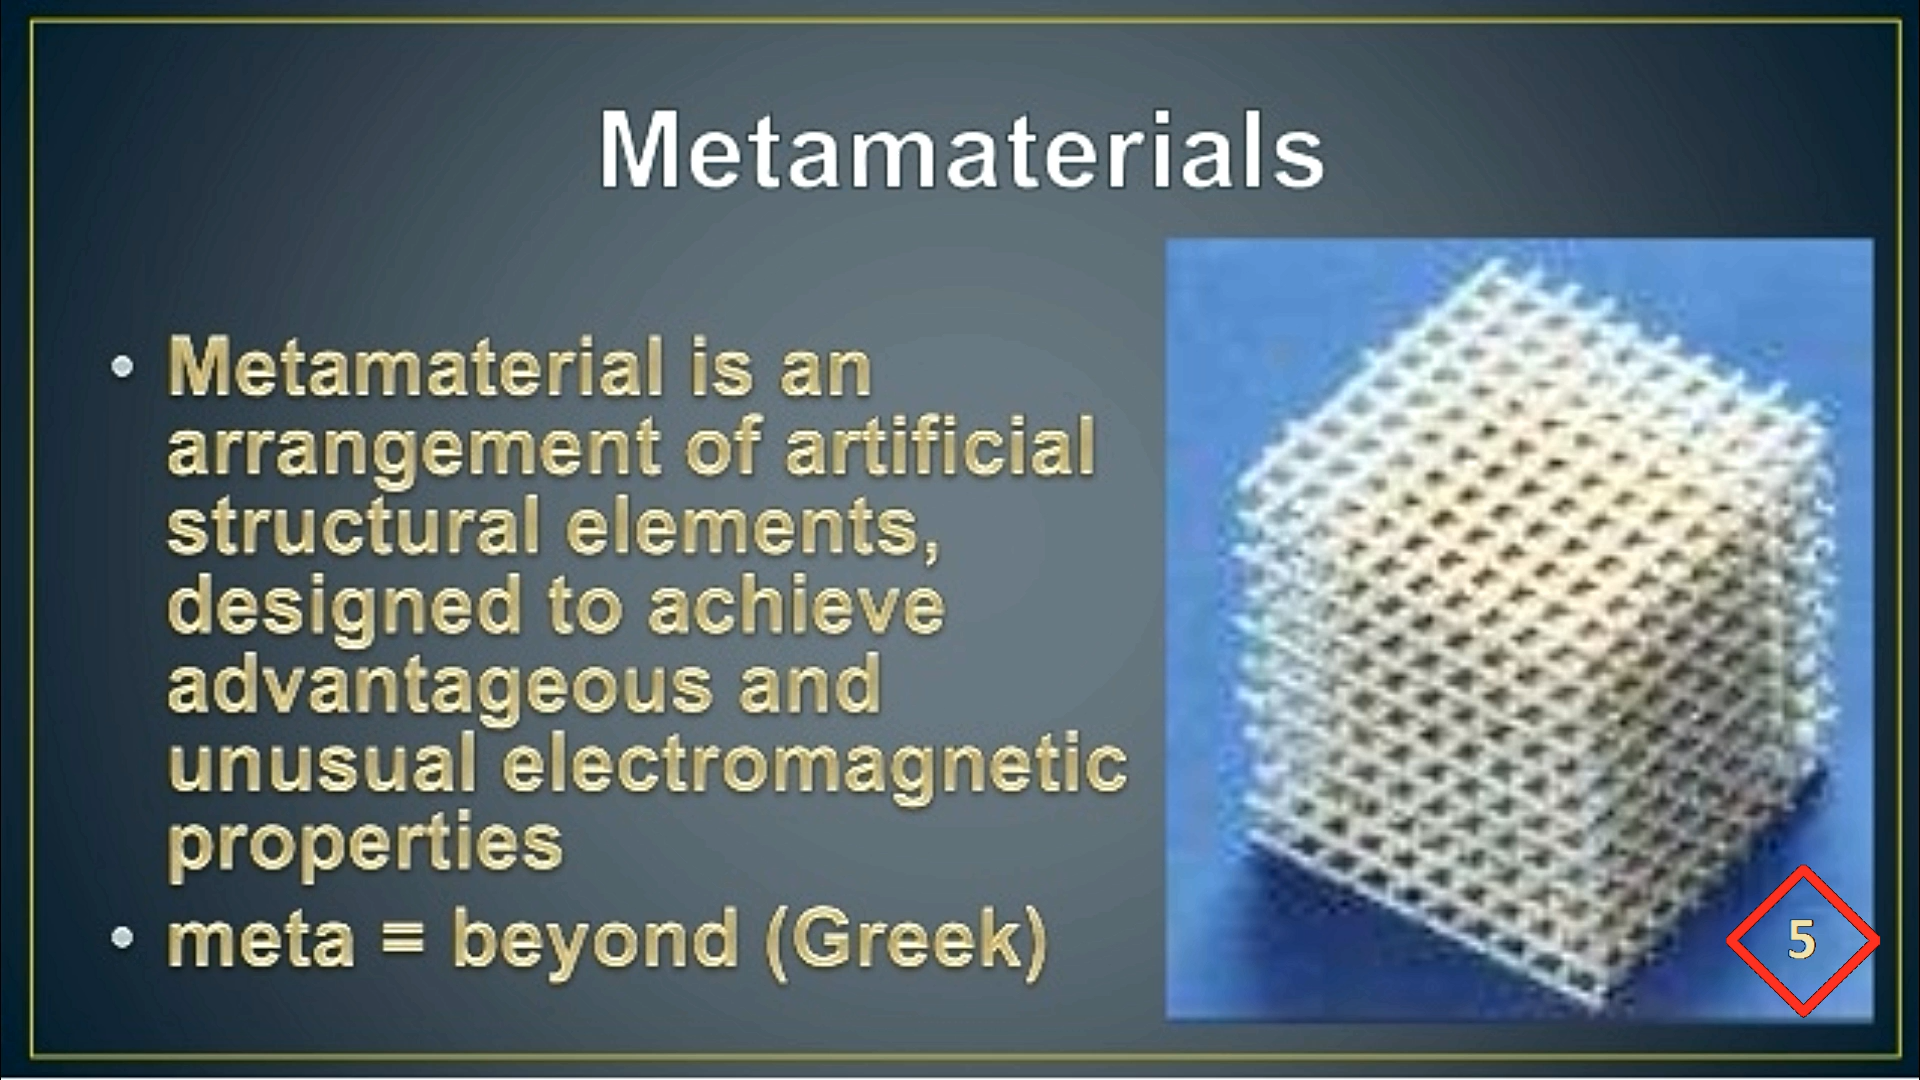 Metamaterials
• Metamaterial is an
arrangement of artificial
structural elements,
designed to achieve
advantageous and
unusual electromagnetic
properties
• meta ≡ beyond (Greek)
5